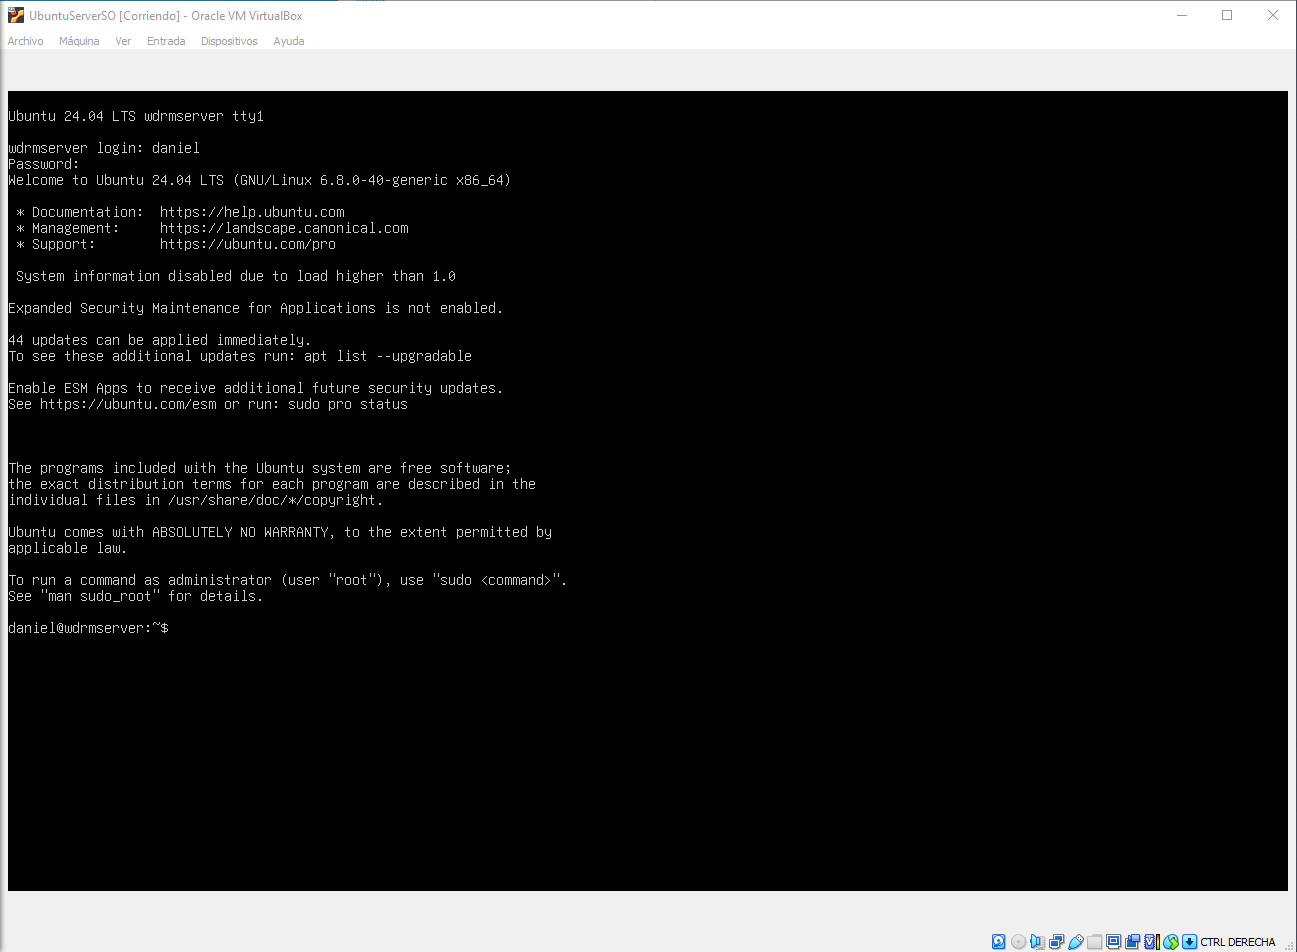 UbuntuServerSO [Corriendo] - Oracle VM VirtualBox
Archivo Máquina Ver Entrada Dispositivos Ayuda
Ubuntu 24.04 LTS wdrmserver tty1
wdrmserver login: daniel
Password:
Welcome to Ubuntu 24.04 LTS (GNU/Linux 6.8.0-40-generic x86_64)
* Documentation: https://help.ubuntu.com
* Management: https://landscape.canonical.com
* Support: https://ubuntu.com/pro
System information disabled due to load higher than 1.0
Expanded Security Maintenance for Applications is not enabled.
44 updates can be applied immediately.
To see these additional updates run: apt list --upgradable
Enable ESM Apps to receive additional future security updates.
See https://ubuntu.com/esm or run: sudo pro status
The programs included with the Ubuntu system are free software;
the exact distribution terms for each program are described in the
individual files in /usr/share/doc/*/copyright.
Ubuntu comes with ABSOLUTELY NO WARRANTY, to the extent permitted by
applicable law.
To run a command as administrator (user "root"), use "sudo <command>".
See "man sudo_root" for details.
daniel@wdrmserver:~$
CTRL DERECHA